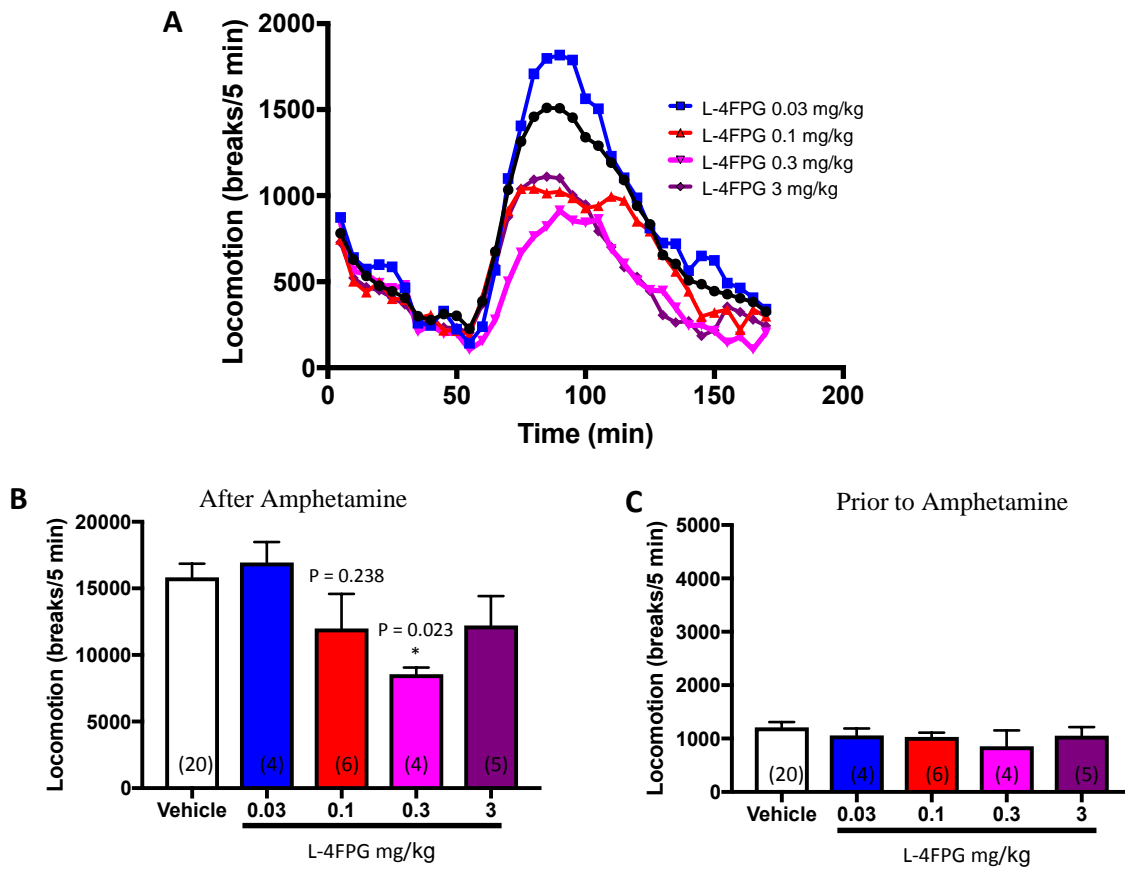 A
Locomotion (breaks/5 min)
2000
1500
1000
500
0
0 50 100 150 200
Time (min)
L-4FPG 0.03 mg/kg
L-4FPG 0.1 mg/kg
L-4FPG 0.3 mg/kg
L-4FPG 3 mg/kg
B
After Amphetamine
Locomotion (breaks/5 min)
20000
15000
10000
5000
0
P = 0.238
P = 0.023
*
(20) (4) (6) (4) (5)
Vehicle 0.03 0.1 0.3 3
L-4FPG mg/kg
C
Prior to Amphetamine
Locomotion (breaks/5 min)
5000
4000
3000
2000
1000
0
(20) (4) (6) (4) (5)
Vehicle 0.03 0.1 0.3 3
L-4FPG mg/kg